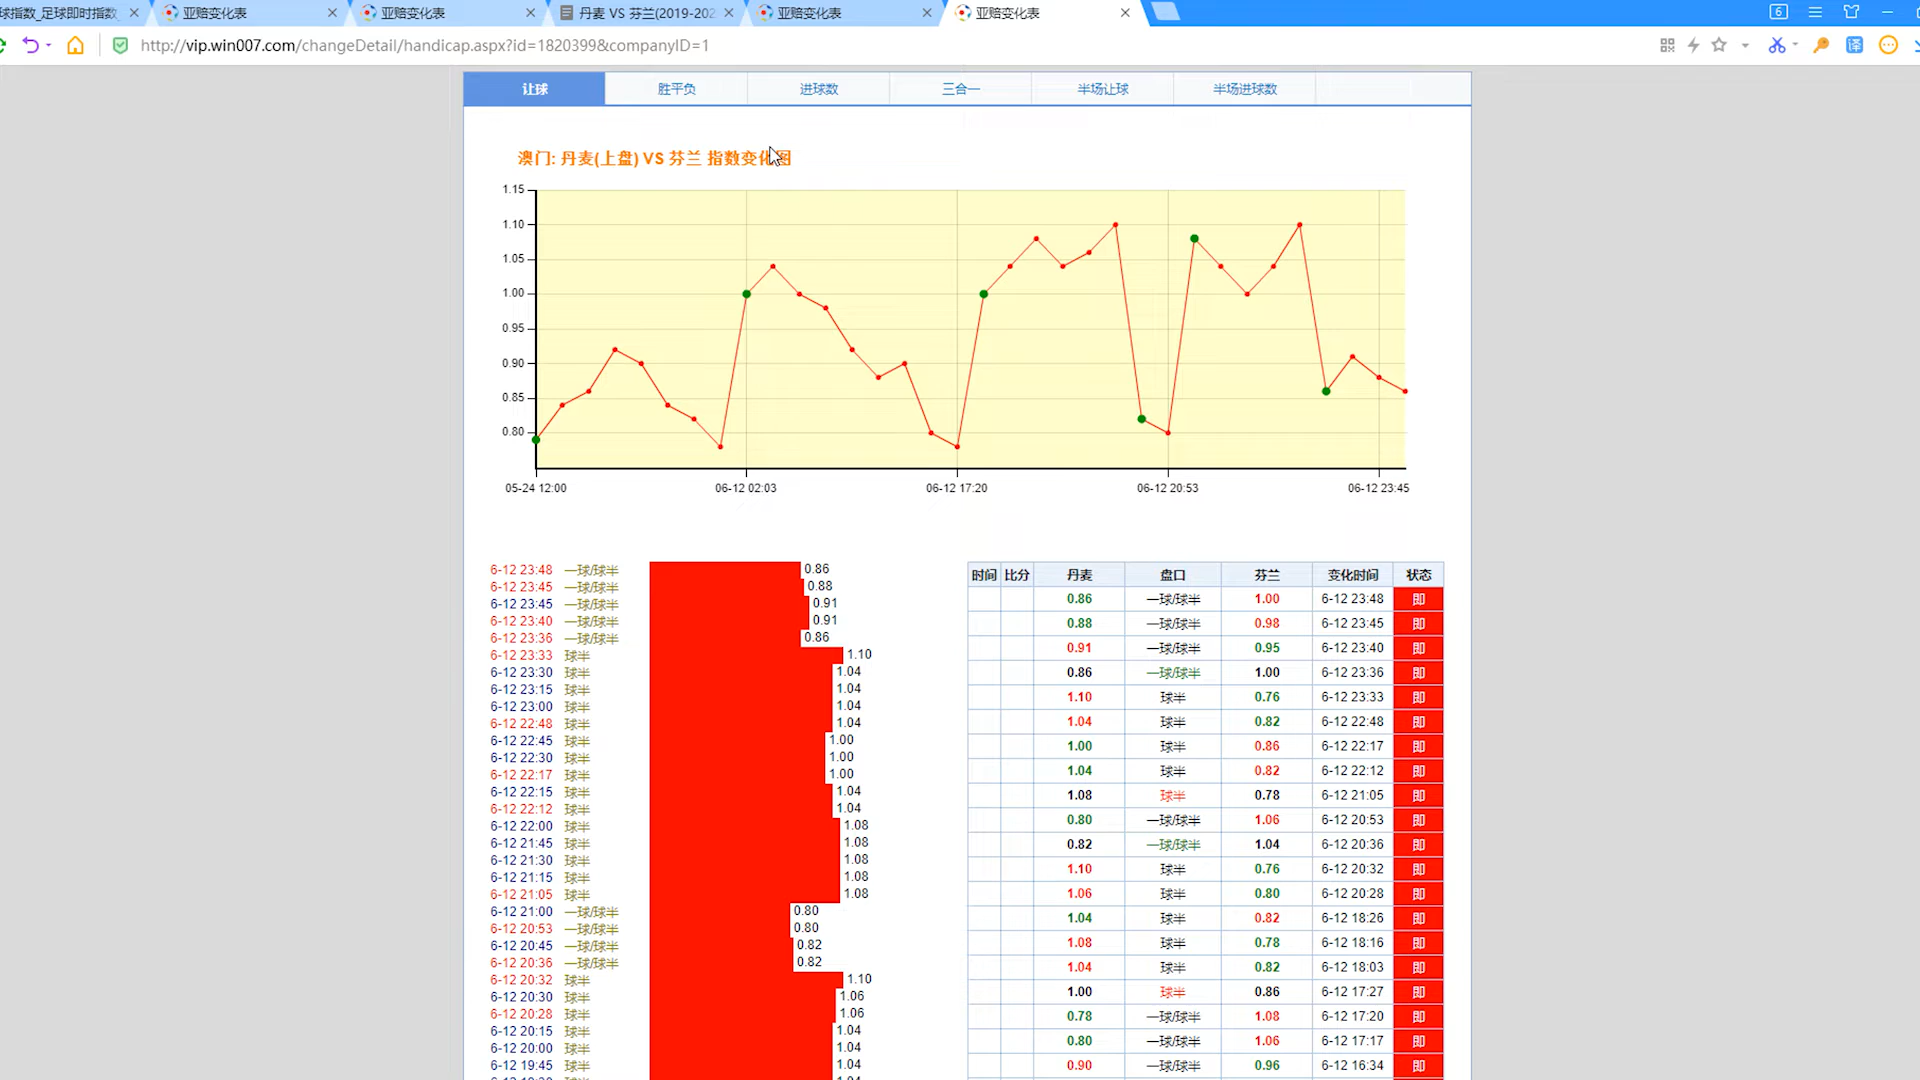 球指数_足球即时指数 亚赔变化表 亚赔变化表 丹麦 VS 芬兰(2019-202 亚赔变化表 亚赔变化表 6
http://vip.win007.com/changeDetail/handicap.aspx?id=1820399&companyID=1 译
让球 胜平负 进球数 三合一 半场让球 半场进球数
澳门: 丹麦(上盘) VS 芬兰 指数变化图
1.15
1.10
1.05
1.00
0.95
0.90
0.85
0.80
05-24 12:00 06-12 02:03 06-12 17:20 06-12 20:53 06-12 23:45
6-12 23:48 一球/球半 0.86
6-12 23:45 一球/球半 0.88
6-12 23:45 一球/球半 0.91
6-12 23:40 一球/球半 0.91
6-12 23:36 一球/球半 0.86
6-12 23:33 球半 1.10
6-12 23:30 球半 1.04
6-12 23:15 球半 1.04
6-12 23:00 球半 1.04
6-12 22:48 球半 1.04
6-12 22:45 球半 1.00
6-12 22:30 球半 1.00
6-12 22:17 球半 1.00
6-12 22:15 球半 1.04
6-12 22:12 球半 1.04
6-12 22:00 球半 1.08
6-12 21:45 球半 1.08
6-12 21:30 球半 1.08
6-12 21:15 球半 1.08
6-12 21:05 球半 1.08
6-12 21:00 一球/球半 0.80
6-12 20:53 一球/球半 0.80
6-12 20:45 一球/球半 0.82
6-12 20:36 一球/球半 0.82
6-12 20:32 球半 1.10
6-12 20:30 球半 1.06
6-12 20:28 球半 1.06
6-12 20:15 球半 1.04
6-12 20:00 球半 1.04
6-12 19:45 球半 1.04
时间 比分 丹麦 盘口 芬兰 变化时间 状态
0.86 一球/球半 1.00 6-12 23:48 即
0.88 一球/球半 0.98 6-12 23:45 即
0.91 一球/球半 0.95 6-12 23:40 即
0.86 一球/球半 1.00 6-12 23:36 即
1.10 球半 0.76 6-12 23:33 即
1.04 球半 0.82 6-12 22:48 即
1.00 球半 0.86 6-12 22:17 即
1.04 球半 0.82 6-12 22:12 即
1.08 球半 0.78 6-12 21:05 即
0.80 一球/球半 1.06 6-12 20:53 即
0.82 一球/球半 1.04 6-12 20:36 即
1.10 球半 0.76 6-12 20:32 即
1.06 球半 0.80 6-12 20:28 即
1.04 球半 0.82 6-12 18:26 即
1.08 球半 0.78 6-12 18:16 即
1.04 球半 0.82 6-12 18:03 即
1.00 球半 0.86 6-12 17:27 即
0.78 一球/球半 1.08 6-12 17:20 即
0.80 一球/球半 1.06 6-12 17:17 即
0.90 一球/球半 0.96 6-12 16:34 即